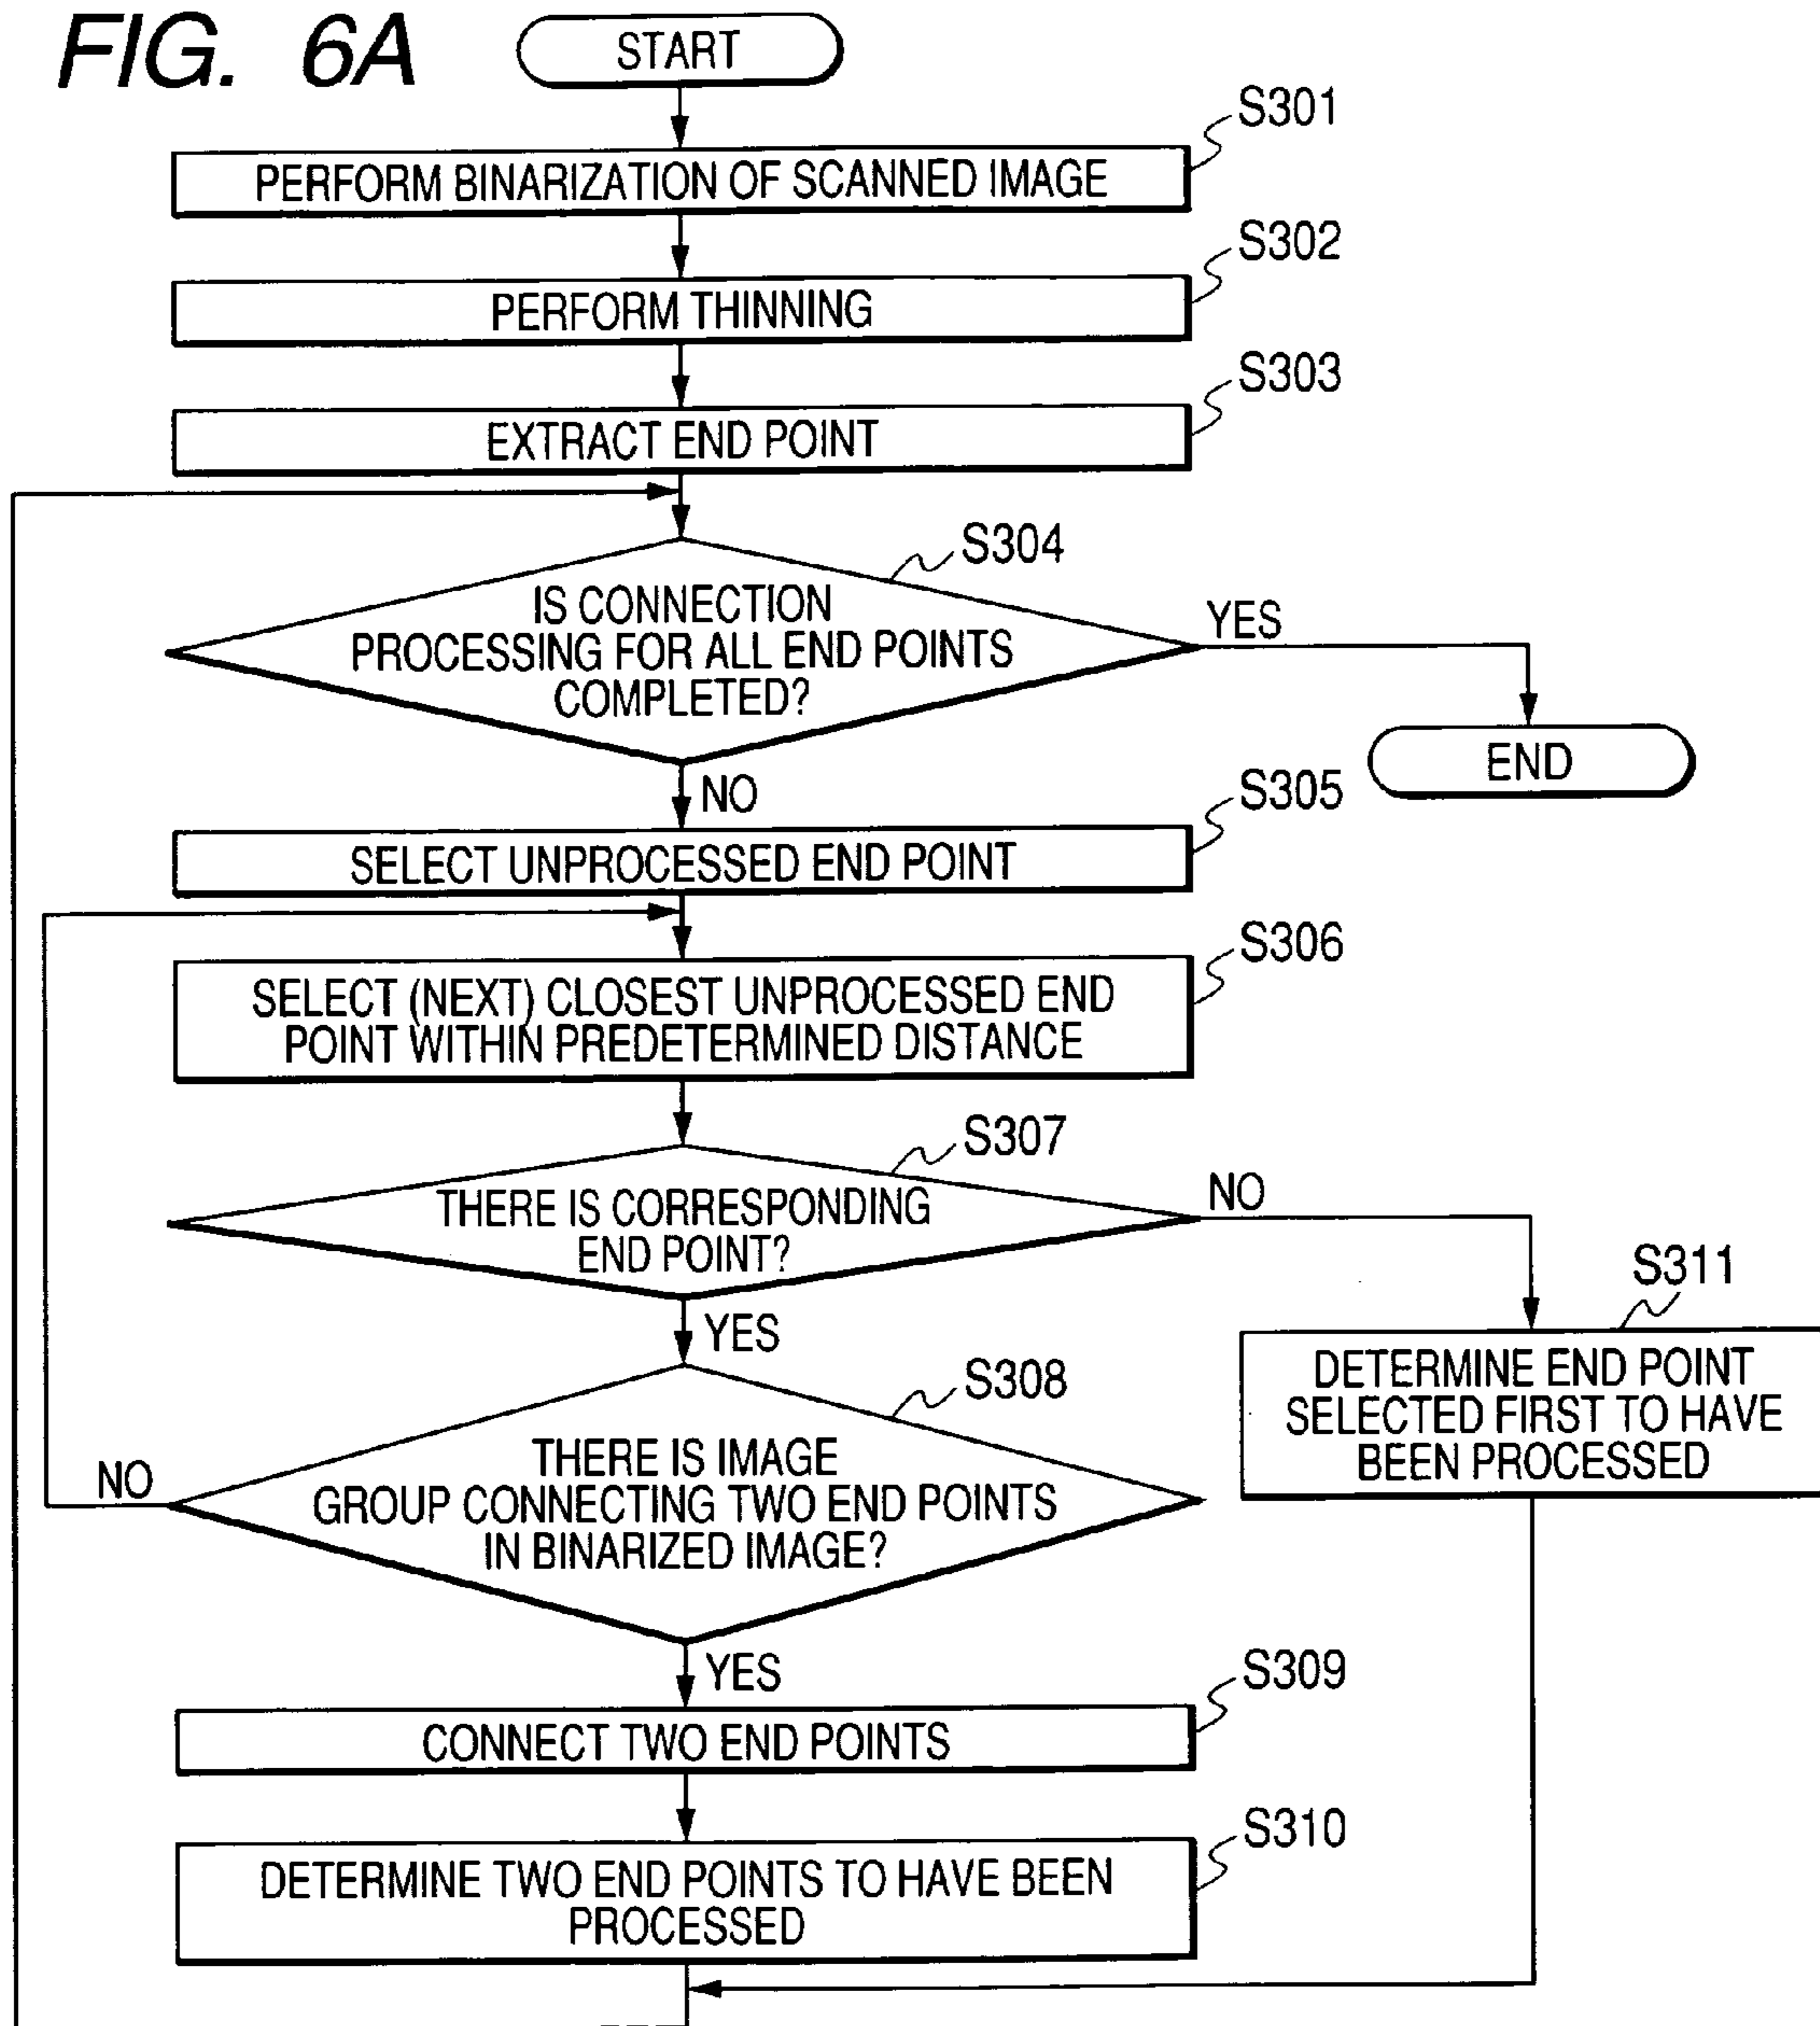 FIG. 6A
START
S301
PERFORM BINARIZATION OF SCANNED IMAGE
S302
PERFORM THINNING
S303
EXTRACT END POINT
S304
IS CONNECTION
PROCESSING FOR ALL END POINTS
COMPLETED?
YES
END
NO
S305
SELECT UNPROCESSED END POINT
S306
SELECT (NEXT) CLOSEST UNPROCESSED END
POINT WITHIN PREDETERMINED DISTANCE
S307
THERE IS CORRESPONDING
END POINT?
NO
YES
S311
DETERMINE END POINT
SELECTED FIRST TO HAVE
BEEN PROCESSED
S308
THERE IS IMAGE
GROUP CONNECTING TWO END POINTS
IN BINARIZED IMAGE?
NO
YES
S309
CONNECT TWO END POINTS
S310
DETERMINE TWO END POINTS TO HAVE BEEN
PROCESSED